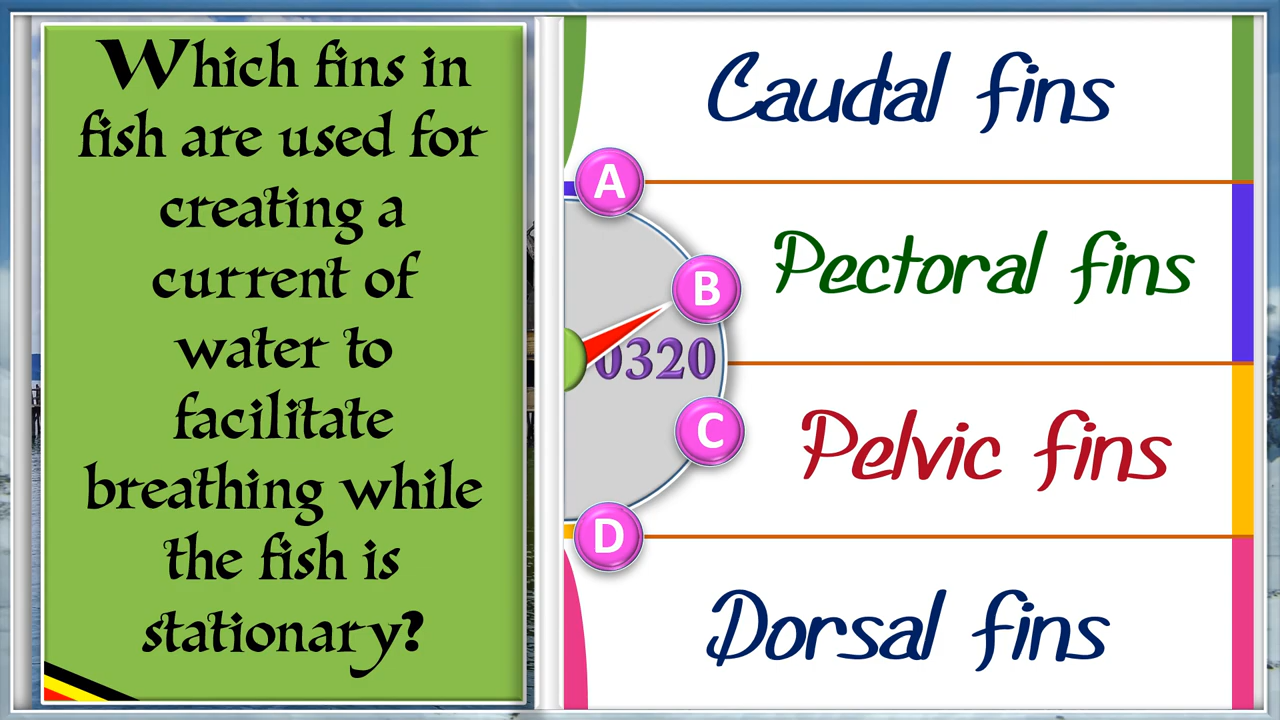 Which fins in
fish are used for
creating a
current of
water to
facilitate
breathing while
the fish is
stationary?
Caudal fins
A
Pectoral fins
B
0320
C
Pelvic fins
D
Dorsal fins